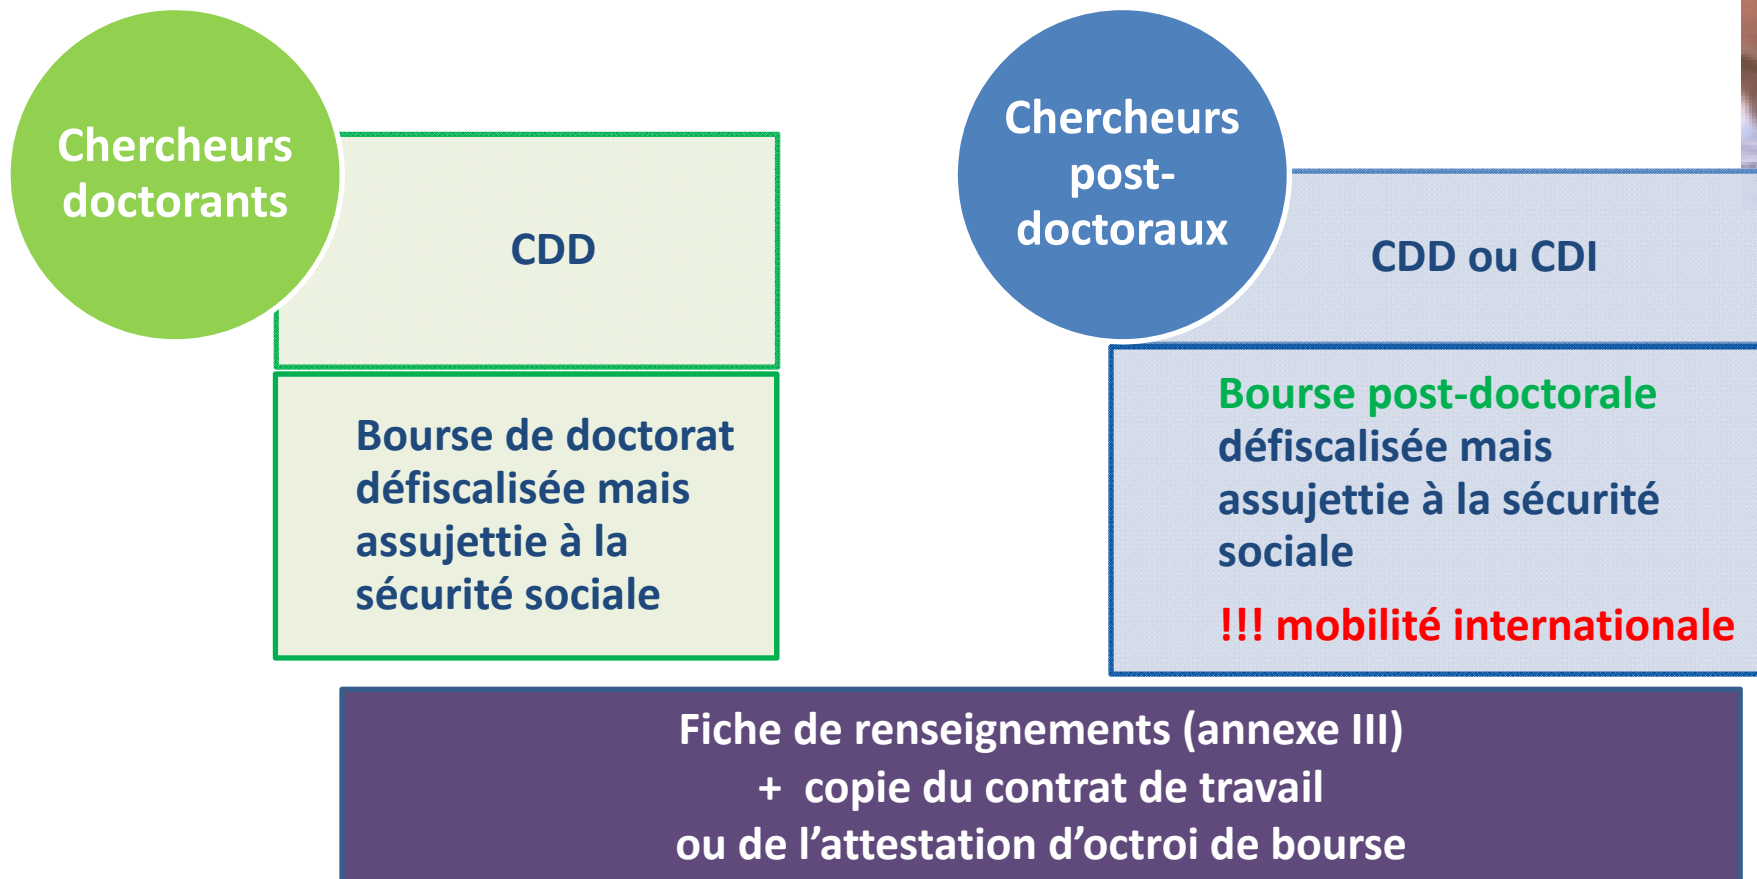 Chercheurs
doctorants
CDD
Bourse de doctorat
défiscalisée mais
assujettie à la
sécurité sociale
Chercheurs
post-
doctoraux
CDD ou CDI
Bourse post-doctorale
défiscalisée mais
assujettie à la sécurité
sociale
!!! mobilité internationale
Fiche de renseignements (annexe III)
+ copie du contrat de travail
ou de l’attestation d’octroi de bourse